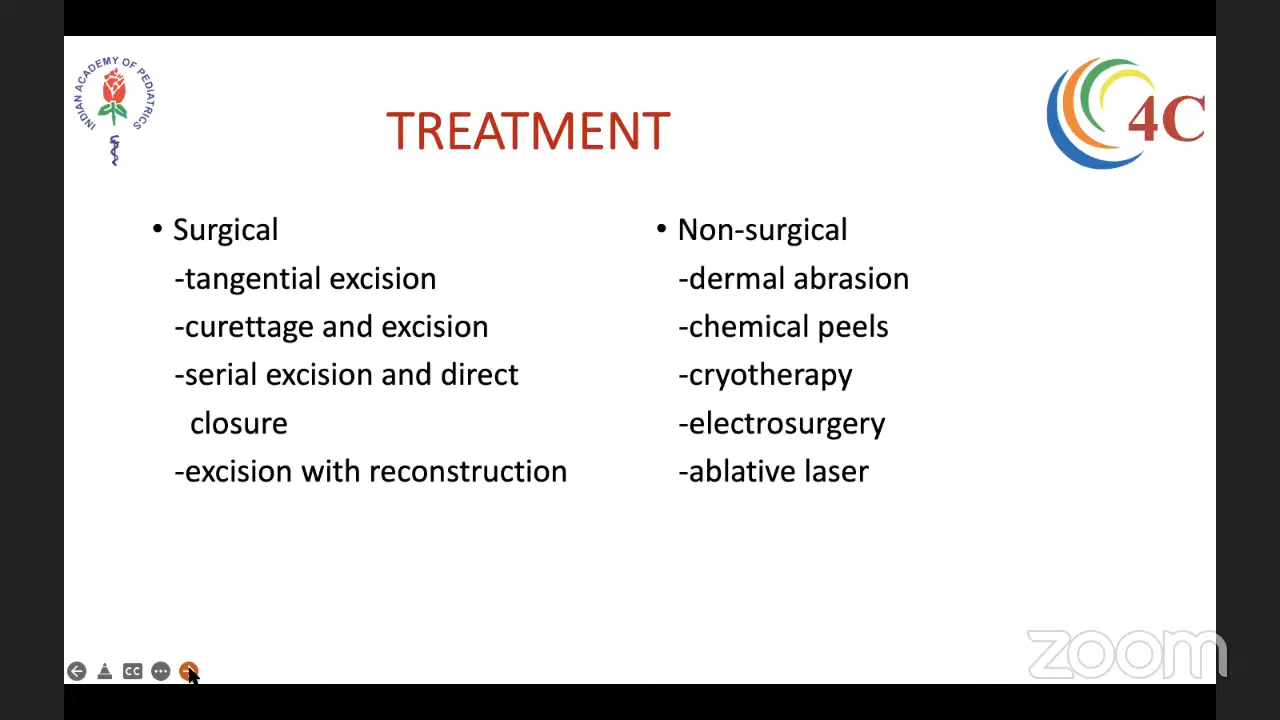 INDIAN ACADEMY OF PEDIATRICS
4C
TREATMENT
• Surgical
-tangential excision
-curettage and excision
-serial excision and direct
closure
-excision with reconstruction
• Non-surgical
-dermal abrasion
-chemical peels
-cryotherapy
-electrosurgery
-ablative laser
CC
zoom